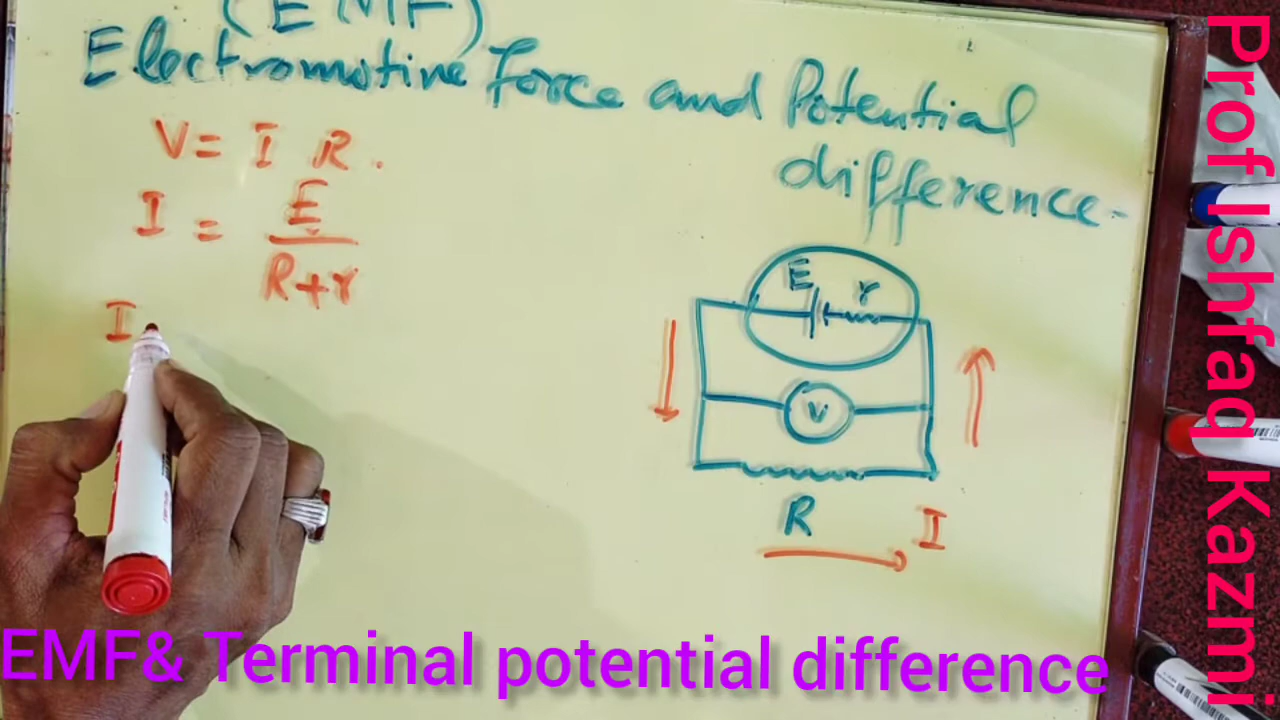 (EMF)
Electromotive Force and Potential
difference-
V = I R.
I = E
R+r
I
E r
V
R I
EMF& Terminal potential difference
Prof Ishfaq Kazmi